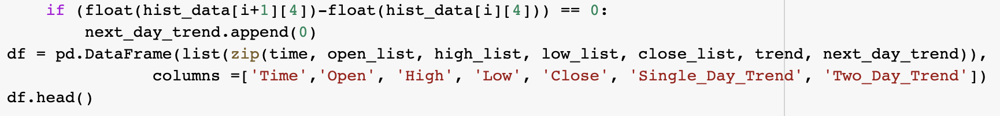 if (float(hist_data[i+1][4])-float(hist_data[i][4])) == 0:
next_day_trend.append(0)
df = pd.DataFrame(list(zip(time, open_list, high_list, low_list, close_list, trend, next_day_trend)),
columns =['Time','Open', 'High', 'Low', 'Close', 'Single_Day_Trend', 'Two_Day_Trend'])
df.head()